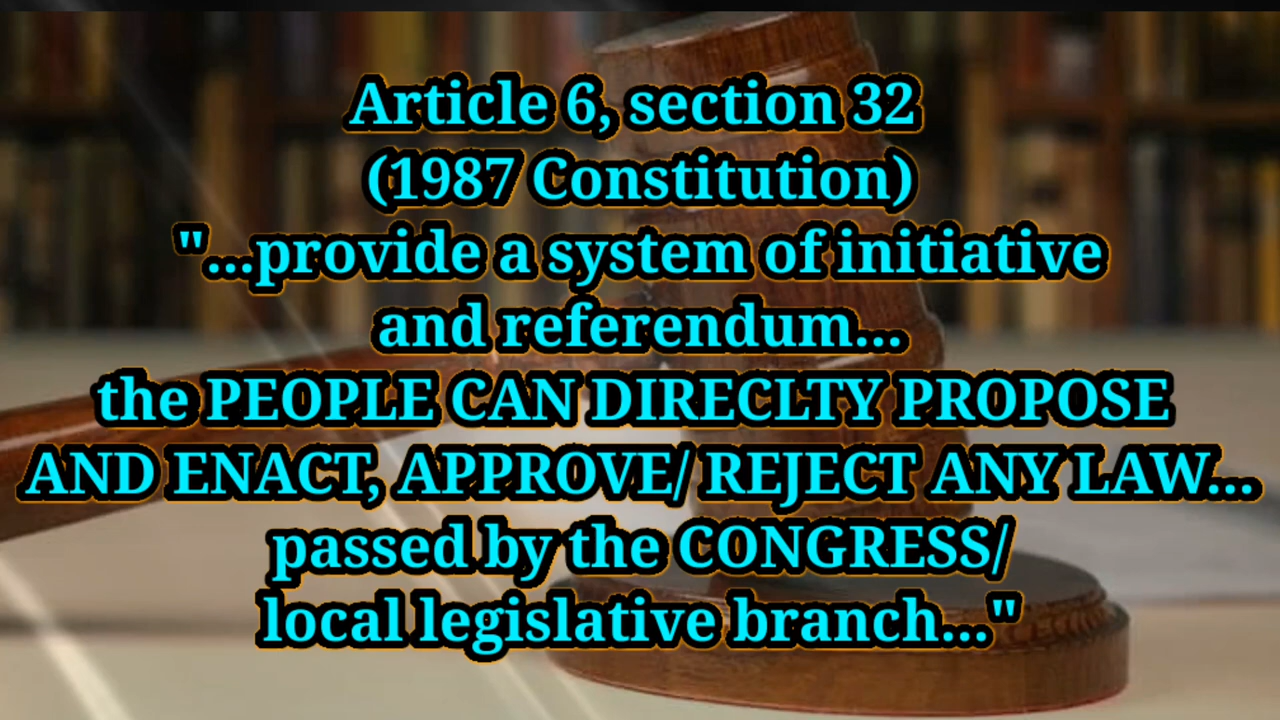 Article 6, section 32
(1987 Constitution)
"...provide a system of initiative
and referendum...
the PEOPLE CAN DIRECLTY PROPOSE
AND ENACT, APPROVE/ REJECT ANY LAW...
passed by the CONGRESS/
local legislative branch..."